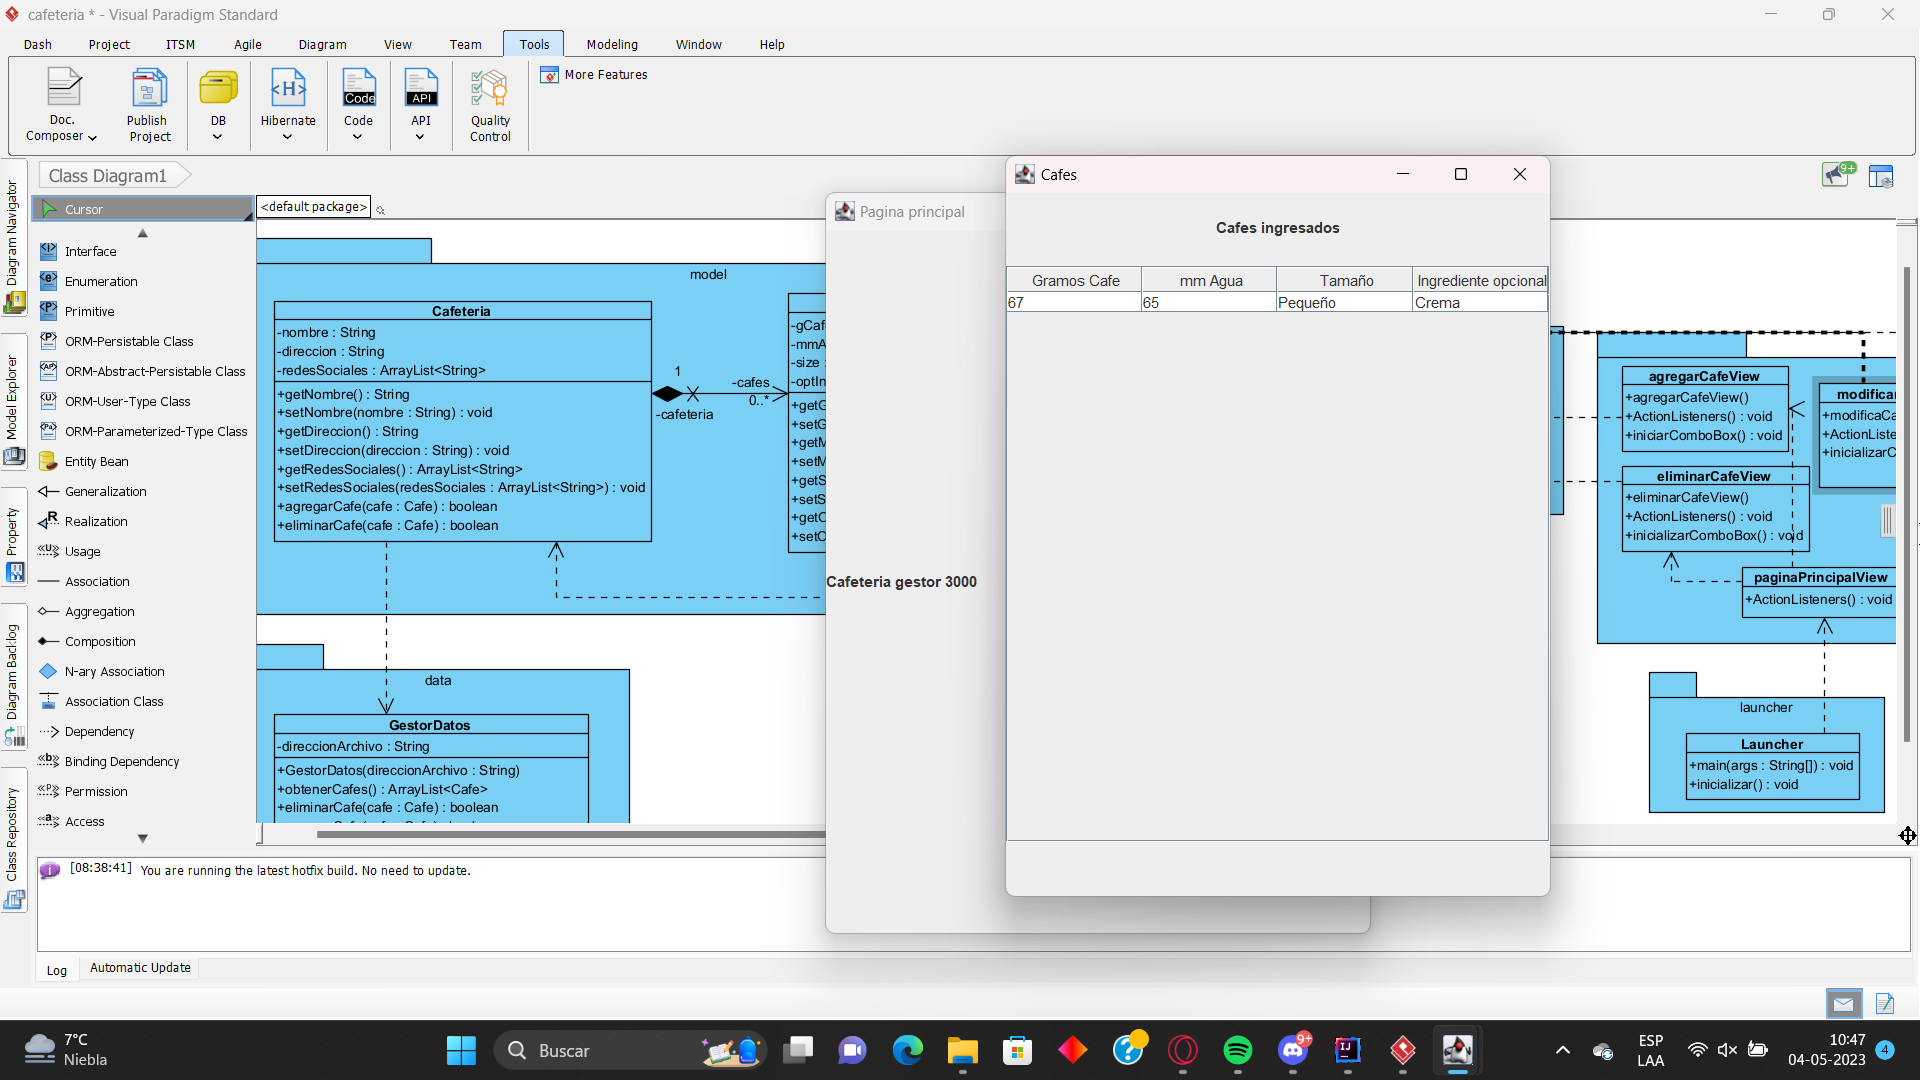 cafeteria * - Visual Paradigm Standard
Dash Project ITSM Agile Diagram View Team Tools Modeling Window Help
Doc. Composer
Publish Project
DB
Hibernate
Code
Code
API
API
Quality Control
More Features
Class Diagram1
9+
Diagram Navigator
Model Explorer
Property
Diagram Backlog
Class Repository
Cursor
Interface
Enumeration
Primitive
ORM-Persistable Class
ORM-Abstract-Persistable Class
ORM-User-Type Class
ORM-Parameterized-Type Class
Entity Bean
Generalization
Realization
Usage
Association
Aggregation
Composition
N-ary Association
Association Class
Dependency
Binding Dependency
Permission
Access
<default package>
model
Cafeteria
-nombre : String
-direccion : String
-redesSociales : ArrayList<String>
+getNombre() : String
+setNombre(nombre : String) : void
+getDireccion() : String
+setDireccion(direccion : String) : void
+getRedesSociales() : ArrayList<String>
+setRedesSociales(redesSociales : ArrayList<String>) : void
+agregarCafe(cafe : Cafe) : boolean
+eliminarCafe(cafe : Cafe) : boolean
1
-cafeteria
-cafes
0..*
-gCaf
-mmA
-size :
-optIn
+getG
+setG
+getM
+setM
+getS
+setS
+getO
+setO
data
GestorDatos
-direccionArchivo : String
+GestorDatos(direccionArchivo : String)
+obtenerCafes() : ArrayList<Cafe>
+eliminarCafe(cafe : Cafe) : boolean
Pagina principal
Cafeteria gestor 3000
Cafes
Cafes ingresados
Gramos Cafe mm Agua Tamaño Ingrediente opcional
67 65 Pequeño Crema
agregarCafeView
+agregarCafeView()
+ActionListeners() : void
+iniciarComboBox() : void
eliminarCafeView
+eliminarCafeView()
+ActionListeners() : void
+inicializarComboBox() : void
modifica
+modificaCa
+ActionListe
+inicializarC
paginaPrincipalView
+ActionListeners() : void
launcher
Launcher
+main(args : String[]) : void
+inicializar() : void
[08:38:41] You are running the latest hotfix build. No need to update.
Log Automatic Update
7°C
Niebla
Buscar
9+
ESP
LAA
10:47
04-05-2023
4